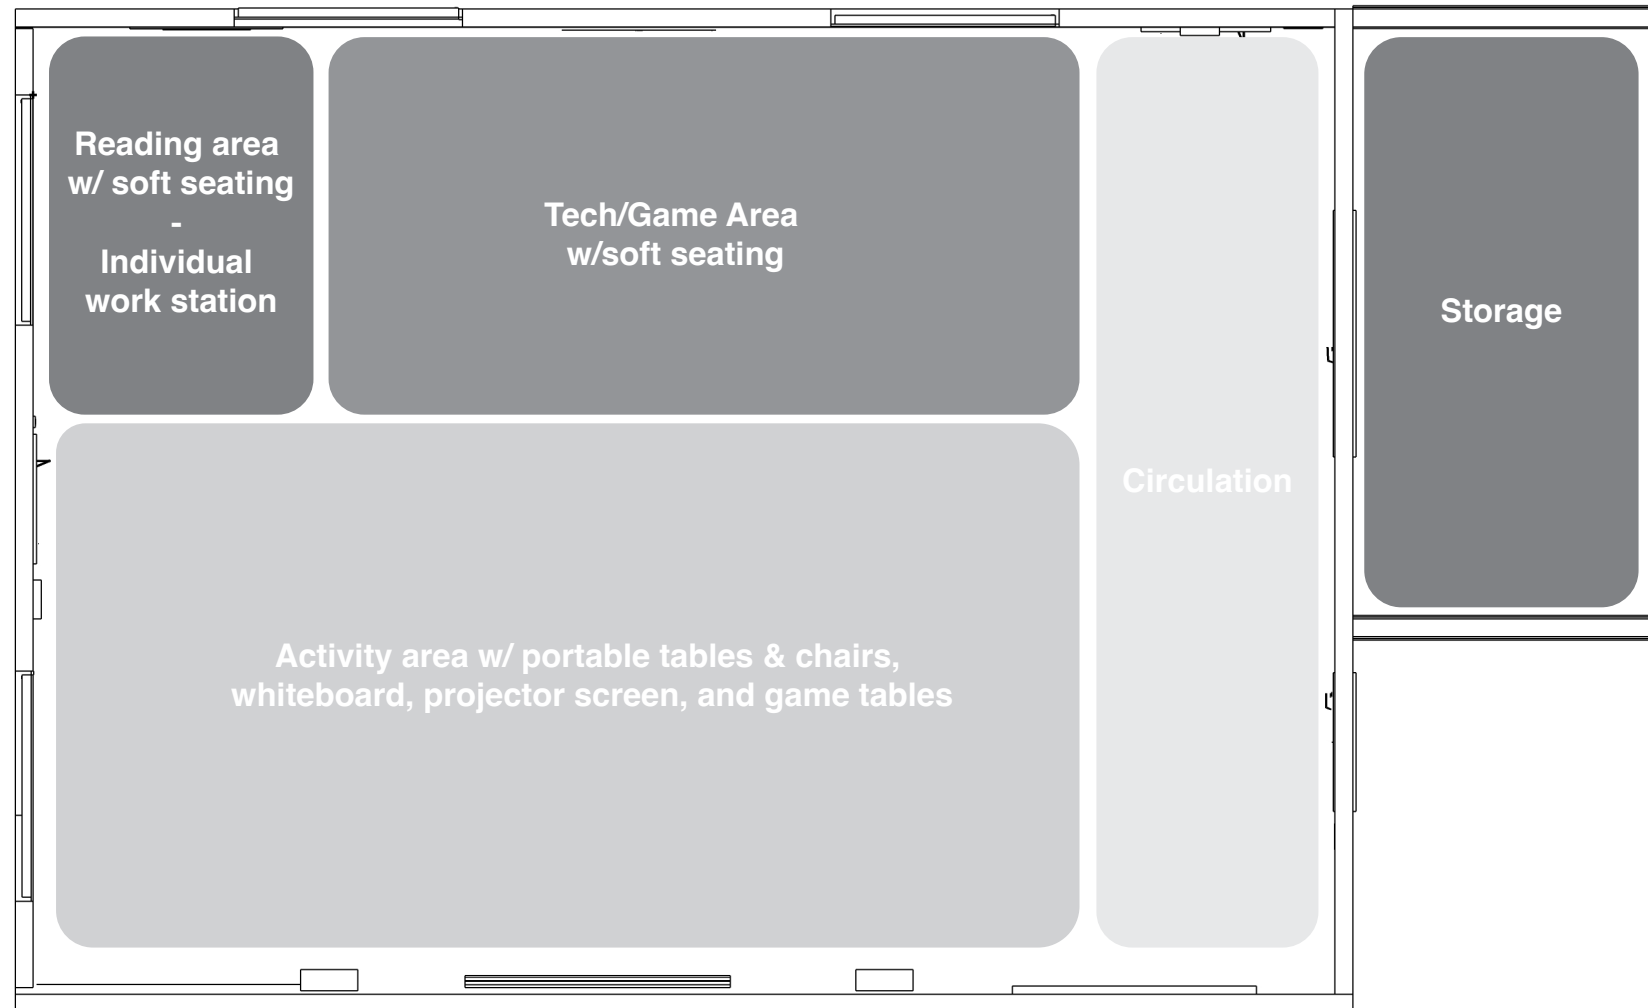 Reading area
w/ soft seating
-
Individual
work station
Tech/Game Area
w/soft seating
Storage
Circulation
Activity area w/ portable tables & chairs,
whiteboard, projector screen, and game tables